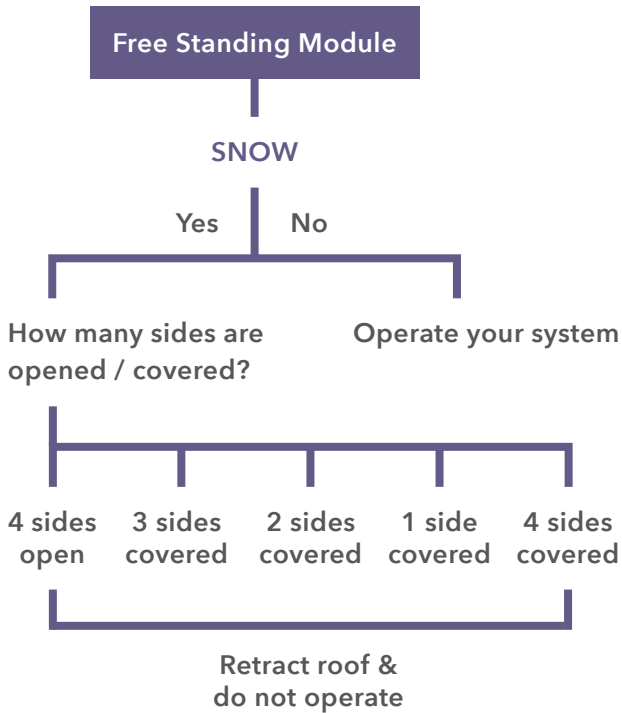 Free Standing Module
SNOW
Yes No
How many sides are
opened / covered?
Operate your system
4 sides
open
3 sides
covered
2 sides
covered
1 side
covered
4 sides
covered
Retract roof &
do not operate